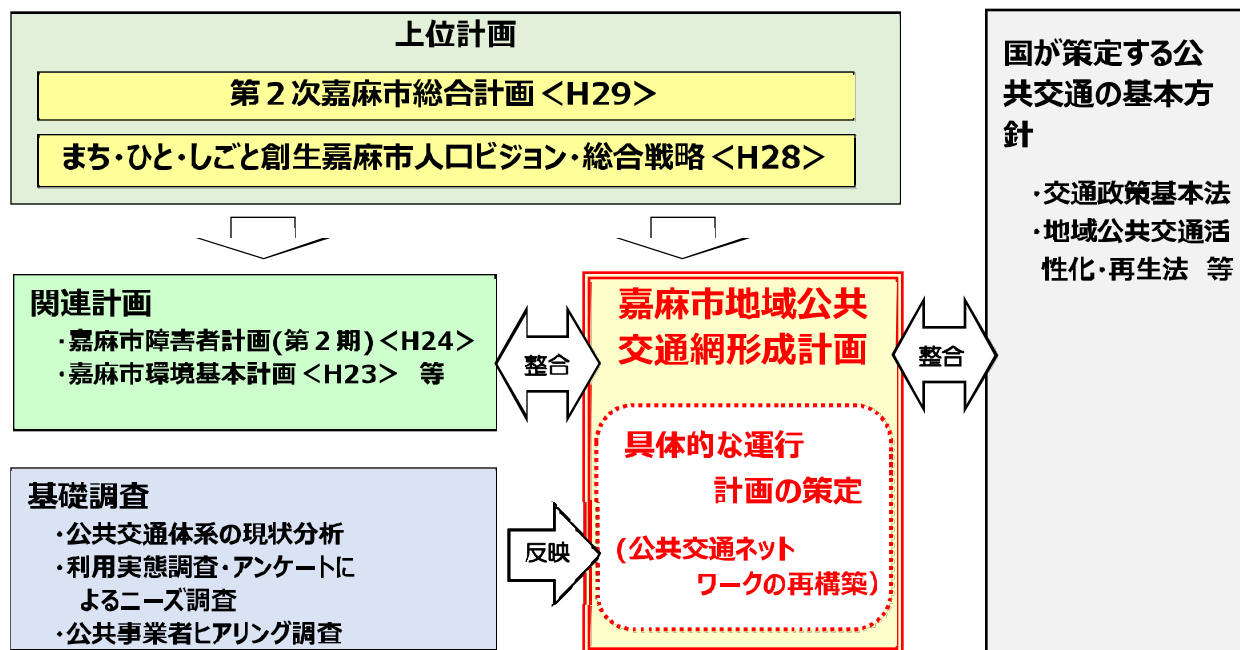 上位計画
第２次嘉麻市総合計画<H29>
まち・ひと・しごと創生嘉麻市人口ビジョン・総合戦略<H28>
関連計画
・嘉麻市障害者計画(第２期)<H24>
・嘉麻市環境基本計画<H23> 等
整合
嘉麻市地域公共
交通網形成計画
具体的な運行
計画の策定
(公共交通ネット
ワークの再構築)
整合
国が策定する公
共交通の基本方
針
・交通政策基本法
・地域公共交通活
性化・再生法 等
基礎調査
・公共交通体系の現状分析
・利用実態調査・アンケートに
よるニーズ調査
・公共事業者ヒアリング調査
反映